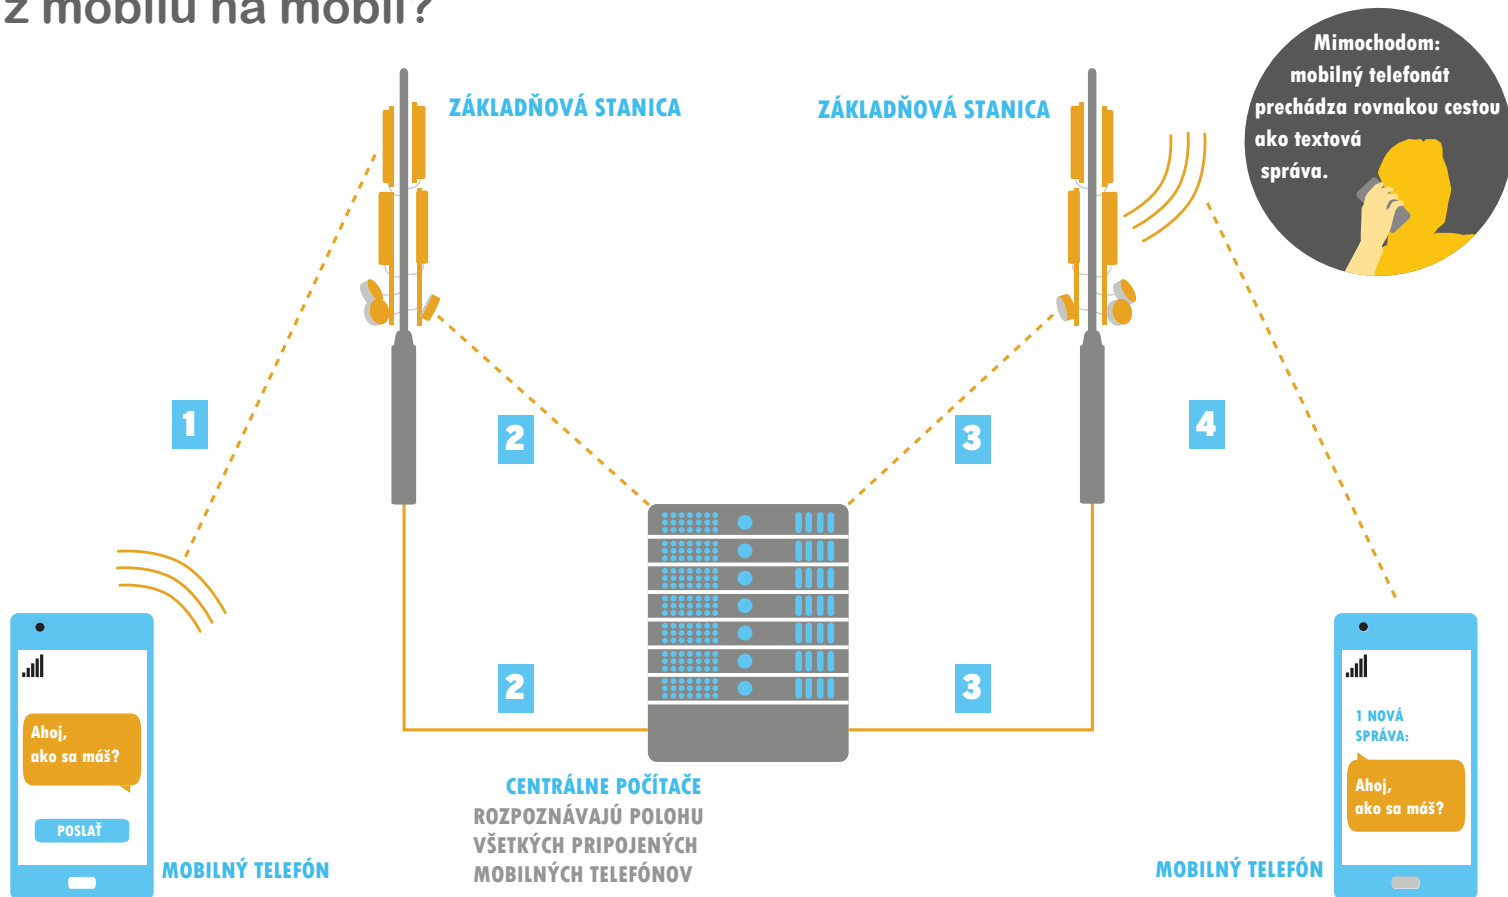 z mobilu na mobil?
ZÁKLADŇOVÁ STANICA
ZÁKLADŇOVÁ STANICA
Mimochodom:
mobilný telefonát
prechádza rovnakou cestou
ako textová
správa.
1
2
3
4
2
3
Ahoj,
ako sa máš?
POSLAŤ
MOBILNÝ TELEFÓN
CENTRÁLNE POČÍTAČE
ROZPOZNÁVAJÚ POLOHU
VŠETKÝCH PRIPOJENÝCH
MOBILNÝCH TELEFÓNOV
1 NOVÁ
SPRÁVA:
Ahoj,
ako sa máš?
MOBILNÝ TELEFÓN